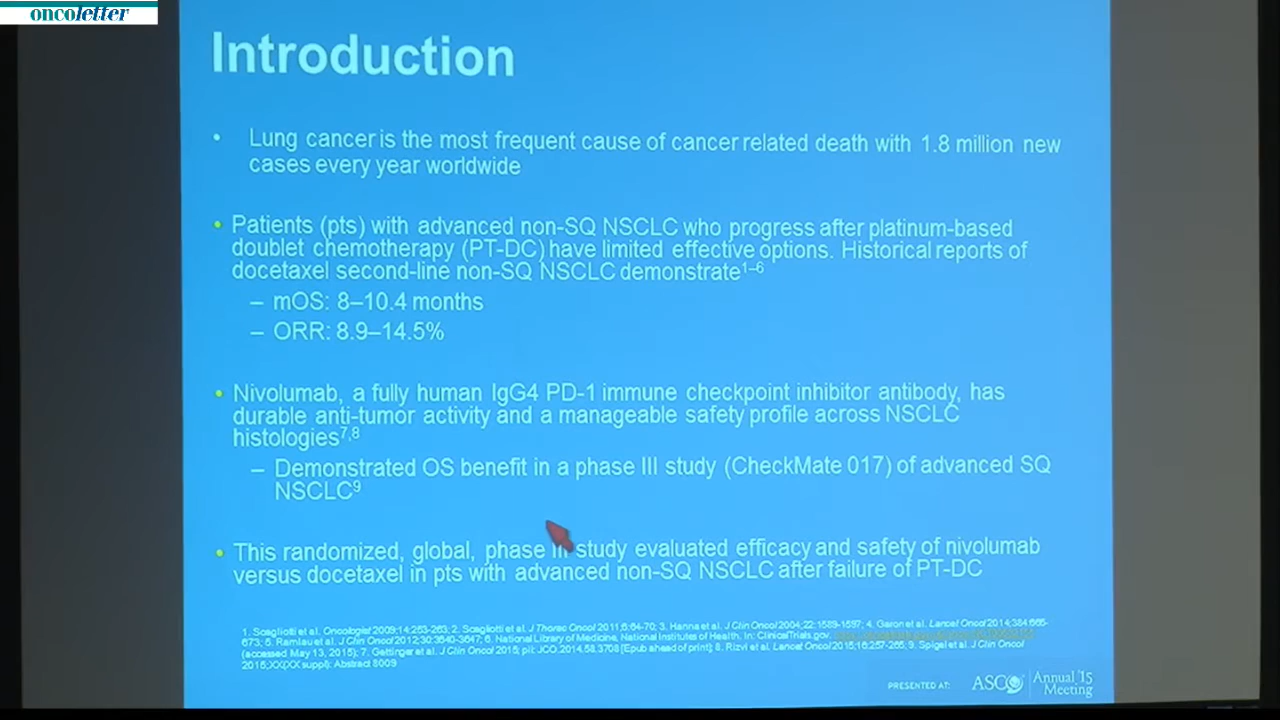 oncoletter
Introduction
• Lung cancer is the most frequent cause of cancer related death with 1.8 million new
cases every year worldwide
• Patients (pts) with advanced non-SQ NSCLC who progress after platinum-based
doublet chemotherapy (PT-DC) have limited effective options. Historical reports of
docetaxel second-line non-SQ NSCLC demonstrate1–6
– mOS: 8–10.4 months
– ORR: 8.9–14.5%
• Nivolumab, a fully human IgG4 PD-1 immune checkpoint inhibitor antibody, has
durable anti-tumor activity and a manageable safety profile across NSCLC
histologies7,8
– Demonstrated OS benefit in a phase III study (CheckMate 017) of advanced SQ
NSCLC9
• This randomized, global, phase III study evaluated efficacy and safety of nivolumab
versus docetaxel in pts with advanced non-SQ NSCLC after failure of PT-DC
1. Scagliotti et al. Oncologist 2009;14:253-263; 2. Scagliotti et al. J Thorac Oncol 2011;6:64-70; 3. Hanna et al. J Clin Oncol 2004;22:1589-1597; 4. Garon et al. Lancet Oncol 2014;384:665-
673; 5. Ramlau et al. J Clin Oncol 2012;30:3640-3647; 6. National Library of Medicine, National Institutes of Health. In: ClinicalTrials.gov.
(accessed May 13, 2015); 7. Gettinger et al. J Clin Oncol 2015; pii: JCO.2014.58.3708 [Epub ahead of print]; 8. Rizvi et al. Lancet Oncol 2015;16:257-265; 9. Spigel et al. J Clin Oncol
2015;XX(XX suppl): Abstract 8009
PRESENTED AT: ASCO Annual '15
Meeting